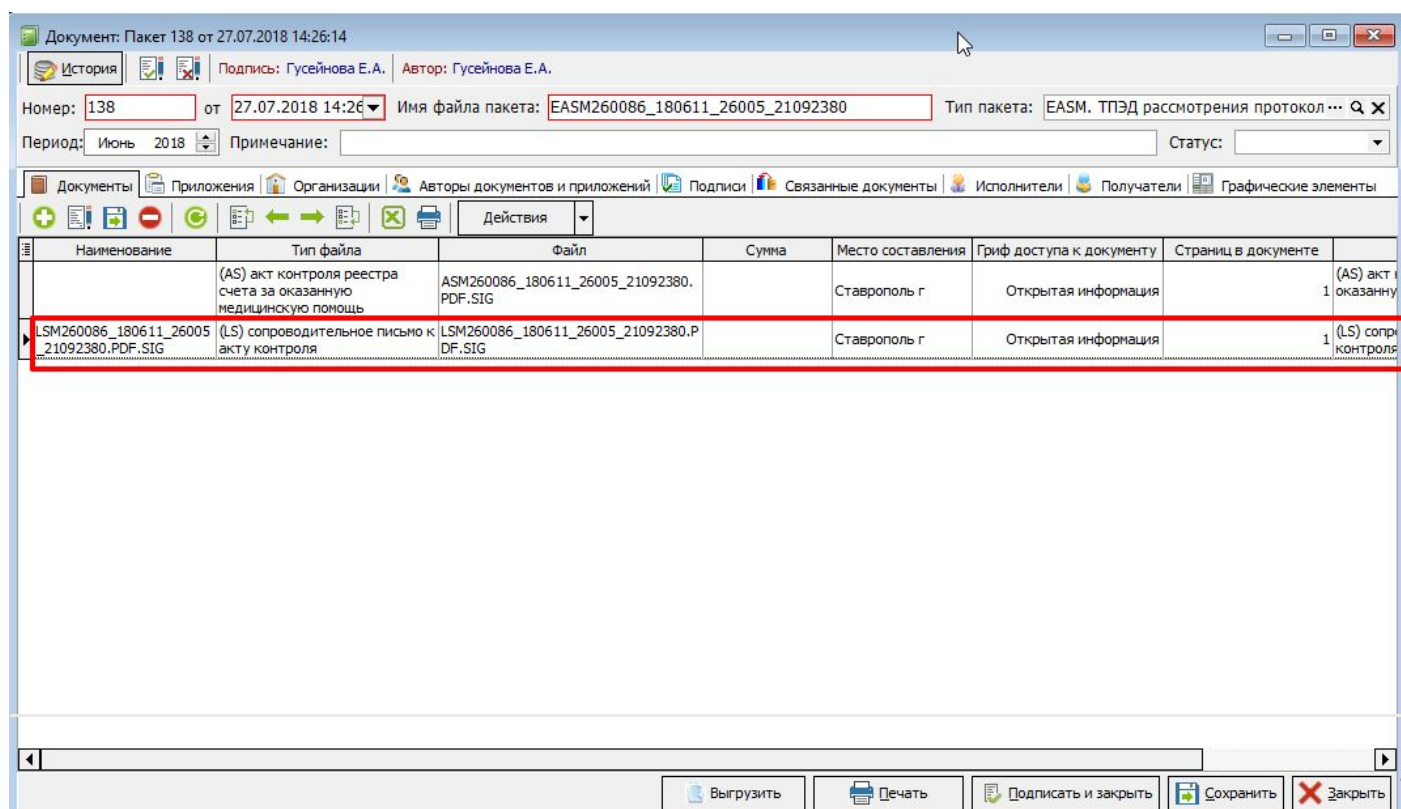 Документ: Пакет 138 от 27.07.2018 14:26:14
История Подпись: Гусейнова Е.А. Автор: Гусейнова Е.А.
Номер: 138 от 27.07.2018 14:26 Имя файла пакета: EASM260086_180611_26005_21092380 Тип пакета: EASM. ТПЭД рассмотрения протокол ...
Период: Июнь 2018 Примечание: Статус:
Документы Приложения Организации Авторы документов и приложений Подписи Связанные документы Исполнители Получатели Графические элементы
Действия
Наименование Тип файла Файл Сумма Место составления Гриф доступа к документу Страниц в документе
(AS) акт контроля реестра счета за оказанную медицинскую помощь ASM260086_180611_26005_21092380.PDF.SIG Ставрополь г Открытая информация 1 (AS) акт оказанну
LSM260086_180611_26005_21092380.PDF.SIG (LS) сопроводительное письмо к акту контроля LSM260086_180611_26005_21092380.PDF.SIG Ставрополь г Открытая информация 1 (LS) сопро контроля
Выгрузить Печать Подписать и закрыть Сохранить Закрыть